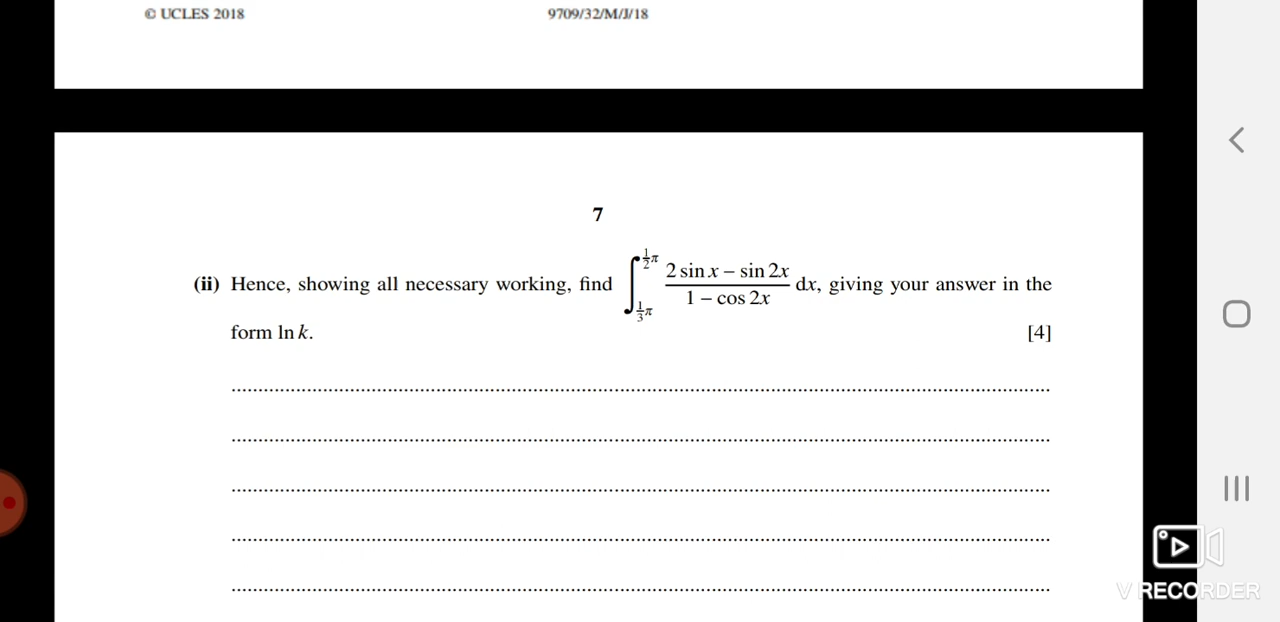 © UCLES 2018 9709/32/M/J/18
7
(ii) Hence, showing all necessary working, find ∫_{⅓π}^{½π} (2 sin x − sin 2x)/(1 − cos 2x) dx, giving your answer in the
form ln k. [4]
V RECORDER